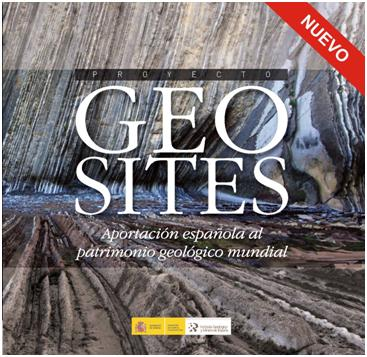 NUEVO
PROYECTO
GEO
SITES
Aportación española al
patrimonio geológico mundial